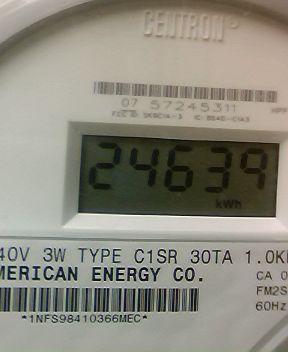 CENTRON
07 57245311
24639
kWh
40V 3W TYPE C1SR 30TA 1.0K
MERICAN ENERGY CO.
CA 0
FM2S
60Hz
*1NFS98410366MEC*